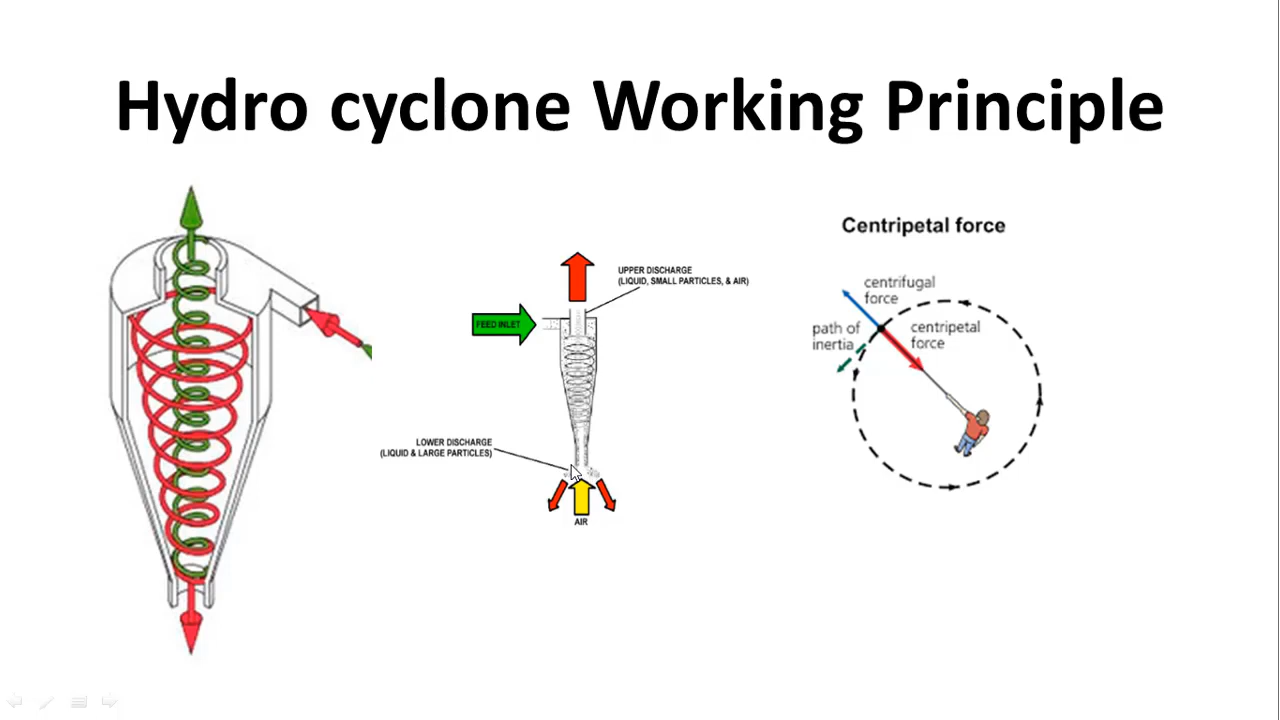 Hydro cyclone Working Principle
UPPER DISCHARGE
(LIQUID, SMALL PARTICLES, & AIR)
FEED INLET
LOWER DISCHARGE
(LIQUID & LARGE PARTICLES)
AIR
Centripetal force
centrifugal
force
path of
inertia
centripetal
force